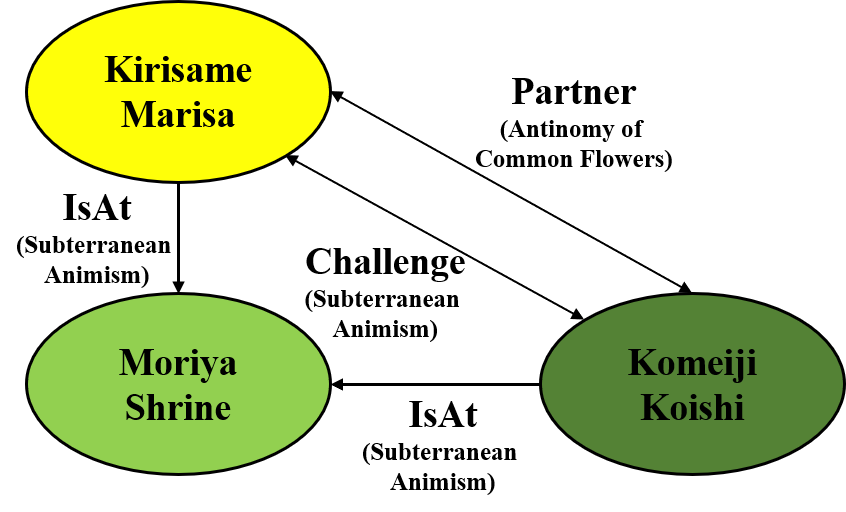 Kirisame
Marisa
Partner
(Antinomy of
Common Flowers)
IsAt
(Subterranean
Animism)
Challenge
(Subterranean
Animism)
Moriya
Shrine
Komeiji
Koishi
IsAt
(Subterranean
Animism)